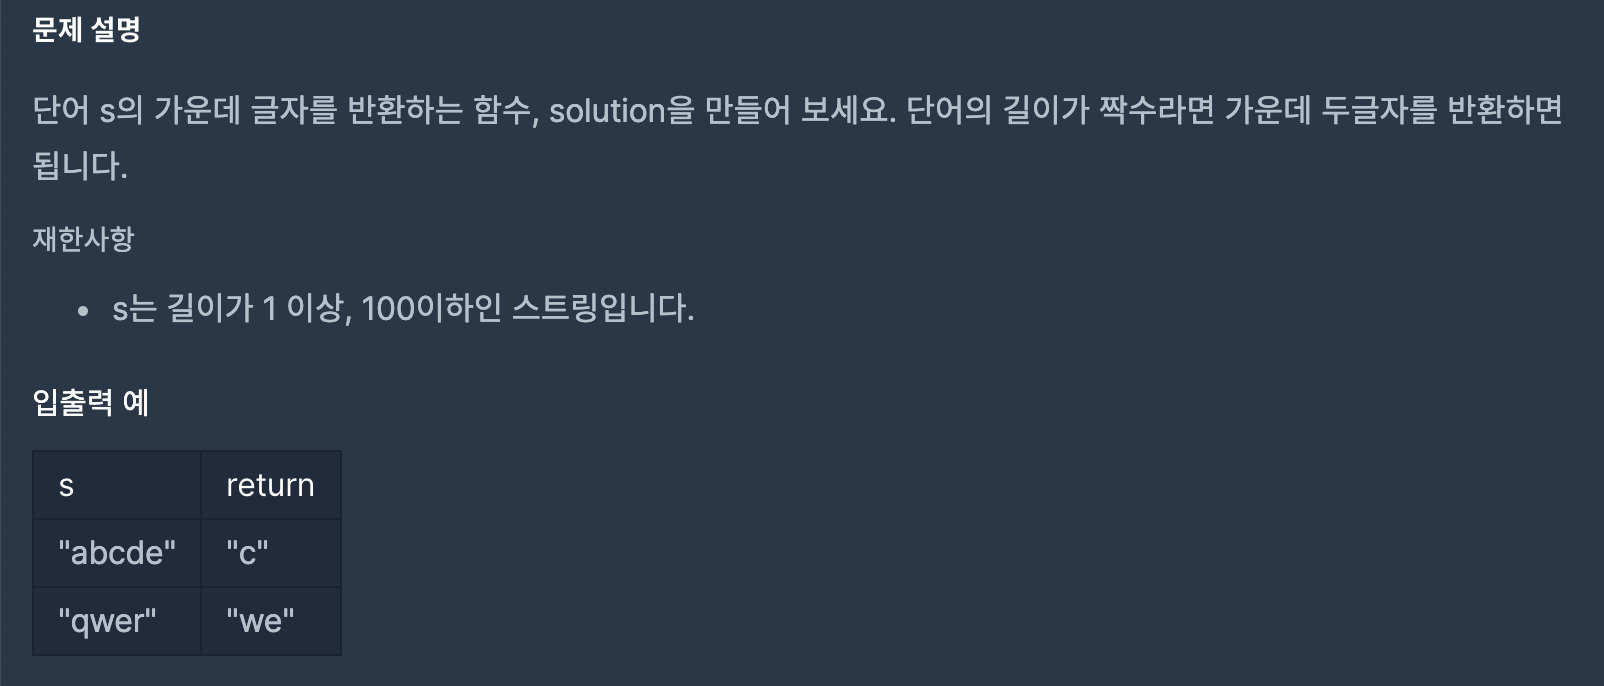 문제 설명
단어 s의 가운데 글자를 반환하는 함수, solution을 만들어 보세요. 단어의 길이가 짝수라면 가운데 두글자를 반환하면
됩니다.
재한사항
s는 길이가 1 이상, 100이하인 스트링입니다.
입출력 예
s return
"abcde" "c"
"qwer" "we"